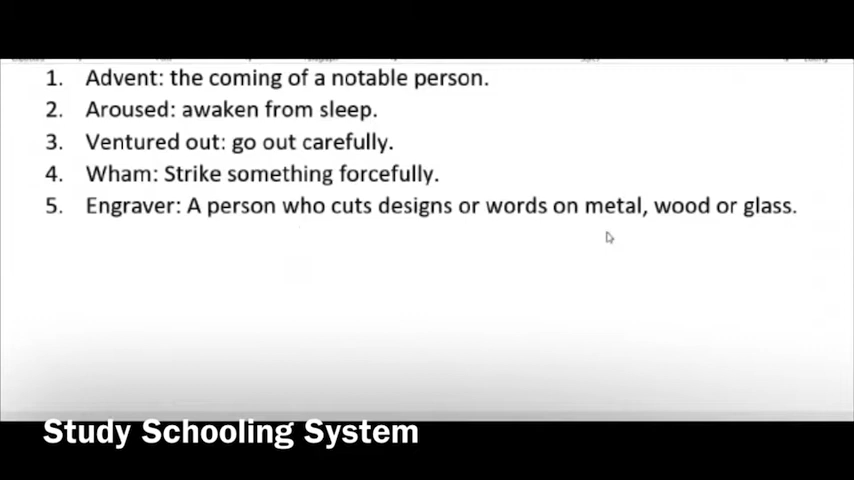 1. Advent: the coming of a notable person.
2. Aroused: awaken from sleep.
3. Ventured out: go out carefully.
4. Wham: Strike something forcefully.
5. Engraver: A person who cuts designs or words on metal, wood or glass.
Study Schooling System